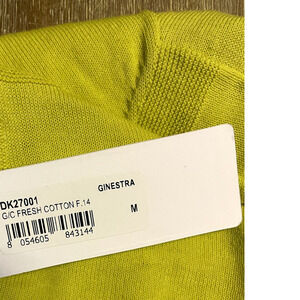 DK27001
GINESTRA
G/C FRESH COTTON F.14
M
8 054605 843144